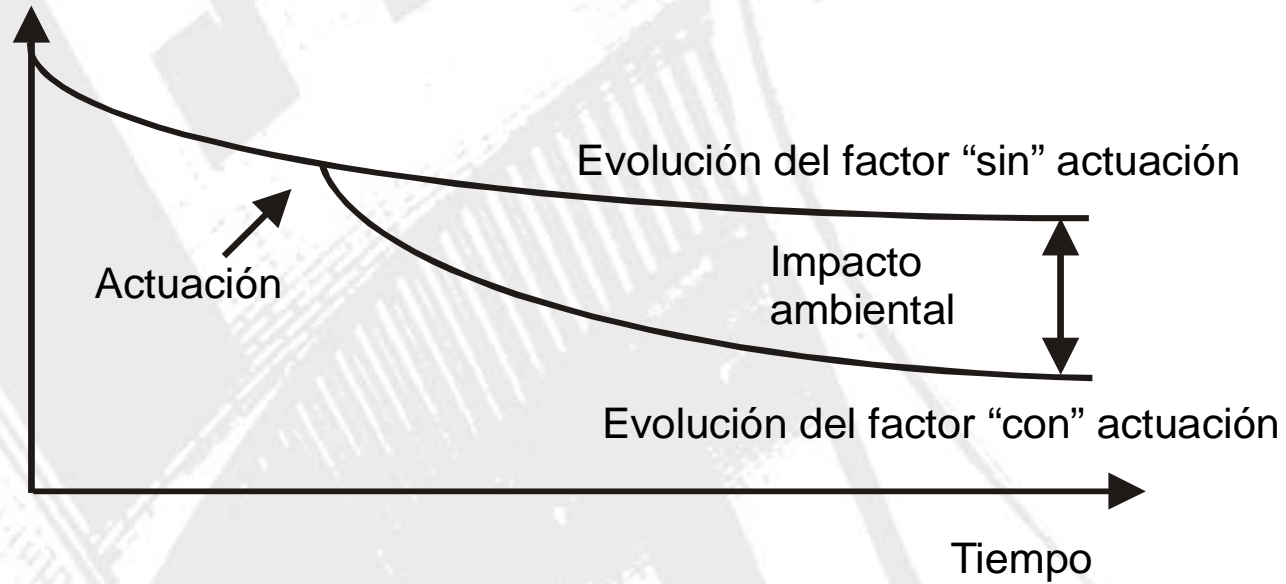 Evolución del factor “sin” actuación
Actuación
Impacto
ambiental
Evolución del factor “con” actuación
Tiempo